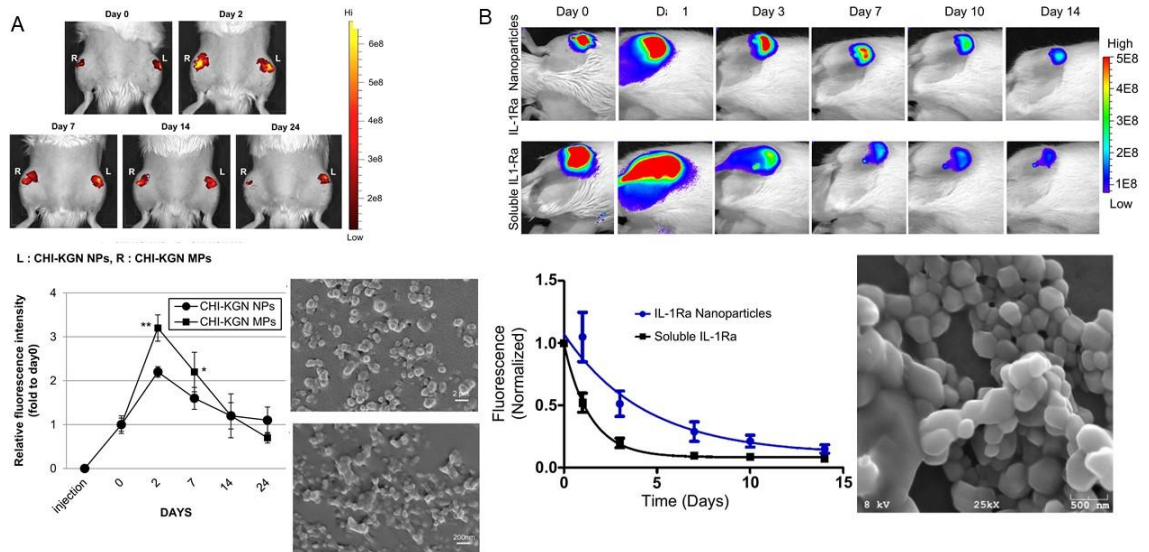 A
Day 0
Day 2
R
L
R
L
Hi
6e8
5e8
4e8
3e8
2e8
Low
Day 7
Day 14
Day 24
R
L
R
L
R
L
L : CHI-KGN NPs, R : CHI-KGN MPs
Relative fluorescence intensity
(fold to day0)
4
3
2
1
0
CHI-KGN NPs
CHI-KGN MPs
**
*
injection
0
2
7
14
24
DAYS
200nm
B
Day 0
1
Day 3
Day 7
Day 10
Day 14
IL-1Ra Nanoparticles
Soluble IL1-Ra
High
5E8
4E8
3E8
2E8
1E8
Low
Fluorescence
(Normalized)
1.5
1.0
0.5
0.0
IL-1Ra Nanoparticles
Soluble IL-1Ra
0
5
10
15
Time (Days)
8 kV
25kX
500 nm